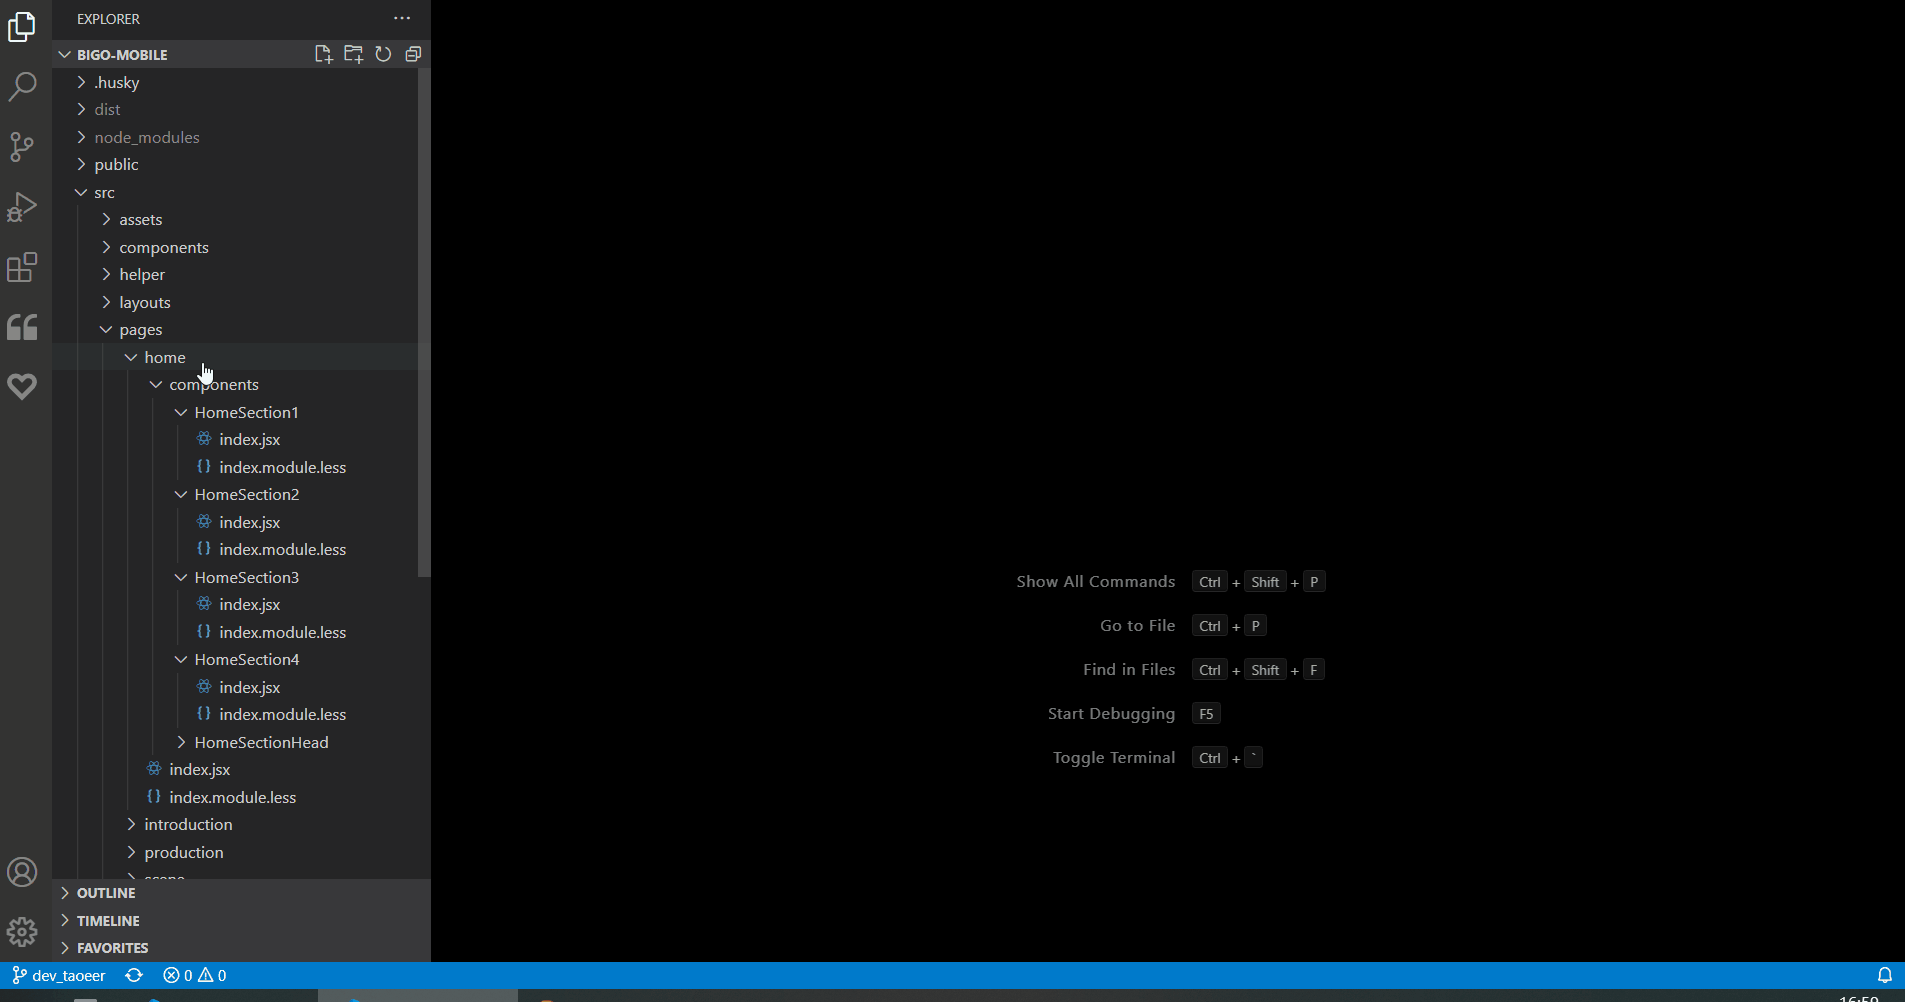 EXPLORER
BIGO-MOBILE
.husky
dist
node_modules
public
src
assets
components
helper
layouts
pages
home
components
HomeSection1
index.jsx
index.module.less
HomeSection2
index.jsx
index.module.less
HomeSection3
index.jsx
index.module.less
HomeSection4
index.jsx
index.module.less
HomeSectionHead
index.jsx
index.module.less
introduction
production
OUTLINE
TIMELINE
FAVORITES
Show All Commands Ctrl + Shift + P
Go to File Ctrl + P
Find in Files Ctrl + Shift + F
Start Debugging F5
Toggle Terminal Ctrl + `
dev_taoeer 0 0